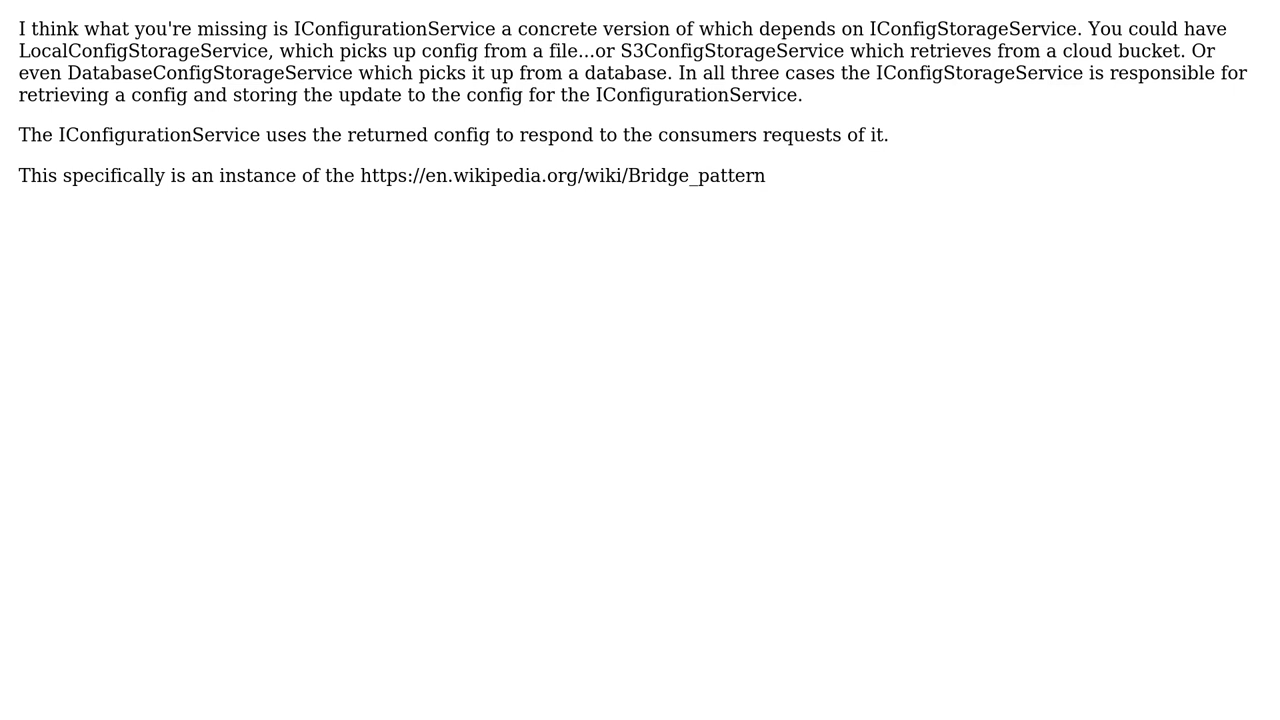 I think what you're missing is IConfigurationService a concrete version of which depends on IConfigStorageService. You could have
LocalConfigStorageService, which picks up config from a file...or S3ConfigStorageService which retrieves from a cloud bucket. Or
even DatabaseConfigStorageService which picks it up from a database. In all three cases the IConfigStorageService is responsible for
retrieving a config and storing the update to the config for the IConfigurationService.
The IConfigurationService uses the returned config to respond to the consumers requests of it.
This specifically is an instance of the https://en.wikipedia.org/wiki/Bridge_pattern